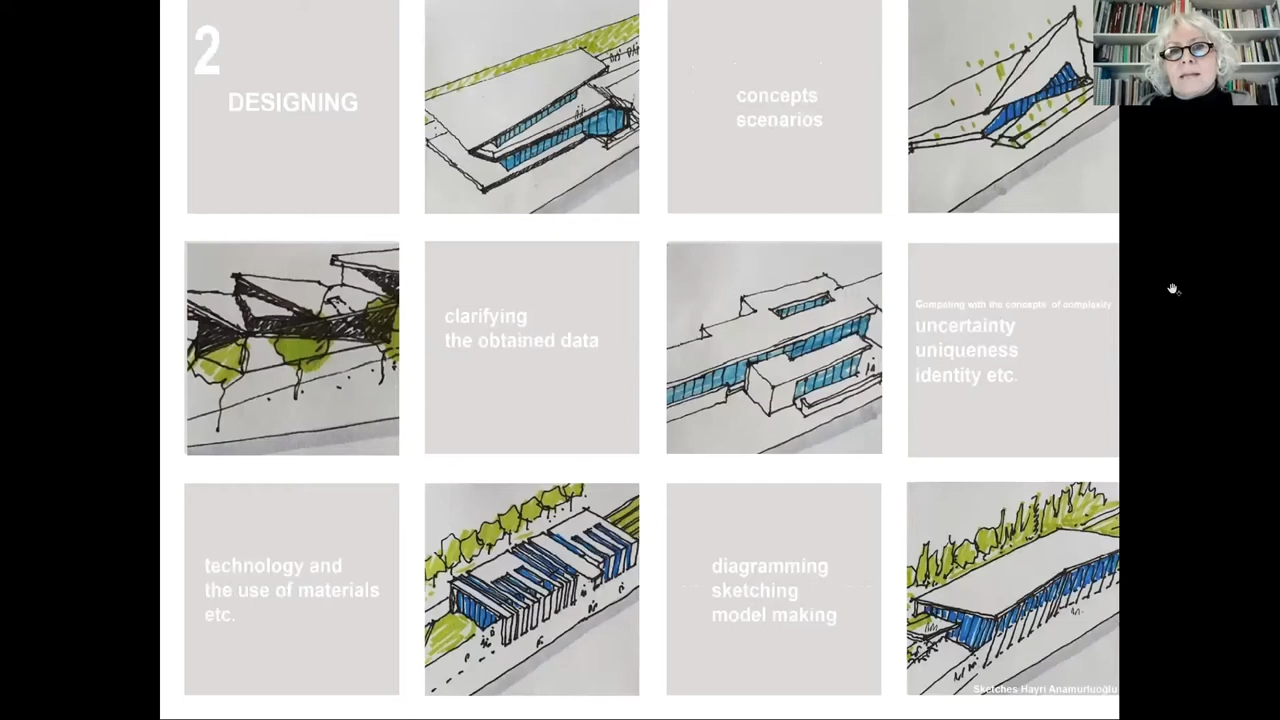 2
DESIGNING
concepts
scenarios
clarifying
the obtained data
Competing with the concepts of complexity
uncertainty
uniqueness
identity etc.
technology and
the use of materials
etc.
diagramming
sketching
model making
Sketches Hayri Anamurluoğlu